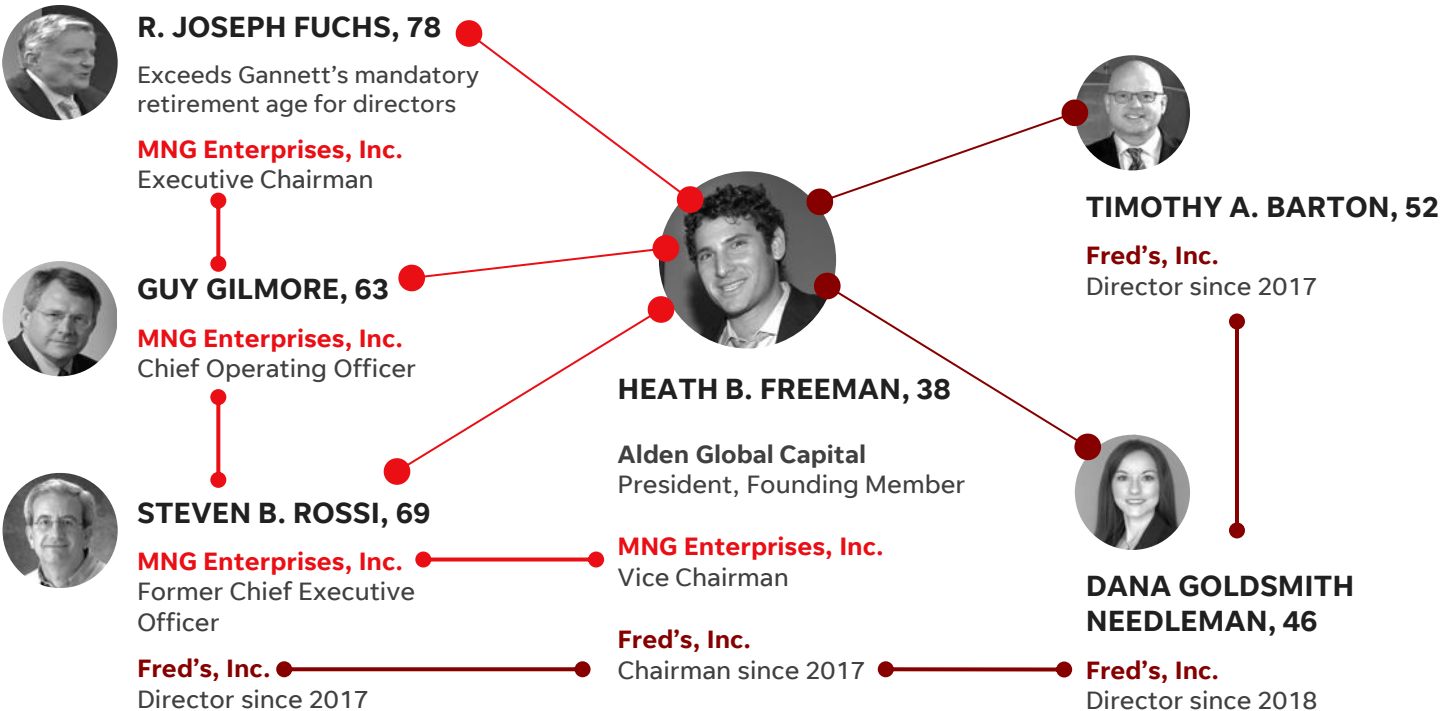 R. JOSEPH FUCHS, 78
Exceeds Gannett’s mandatory
retirement age for directors
MNG Enterprises, Inc.
Executive Chairman
GUY GILMORE, 63
MNG Enterprises, Inc.
Chief Operating Officer
STEVEN B. ROSSI, 69
MNG Enterprises, Inc.
Former Chief Executive
Officer
Fred’s, Inc.
Director since 2017
HEATH B. FREEMAN, 38
Alden Global Capital
President, Founding Member
MNG Enterprises, Inc.
Vice Chairman
Fred’s, Inc.
Chairman since 2017
TIMOTHY A. BARTON, 52
Fred’s, Inc.
Director since 2017
DANA GOLDSMITH
NEEDLEMAN, 46
Fred’s, Inc.
Director since 2018